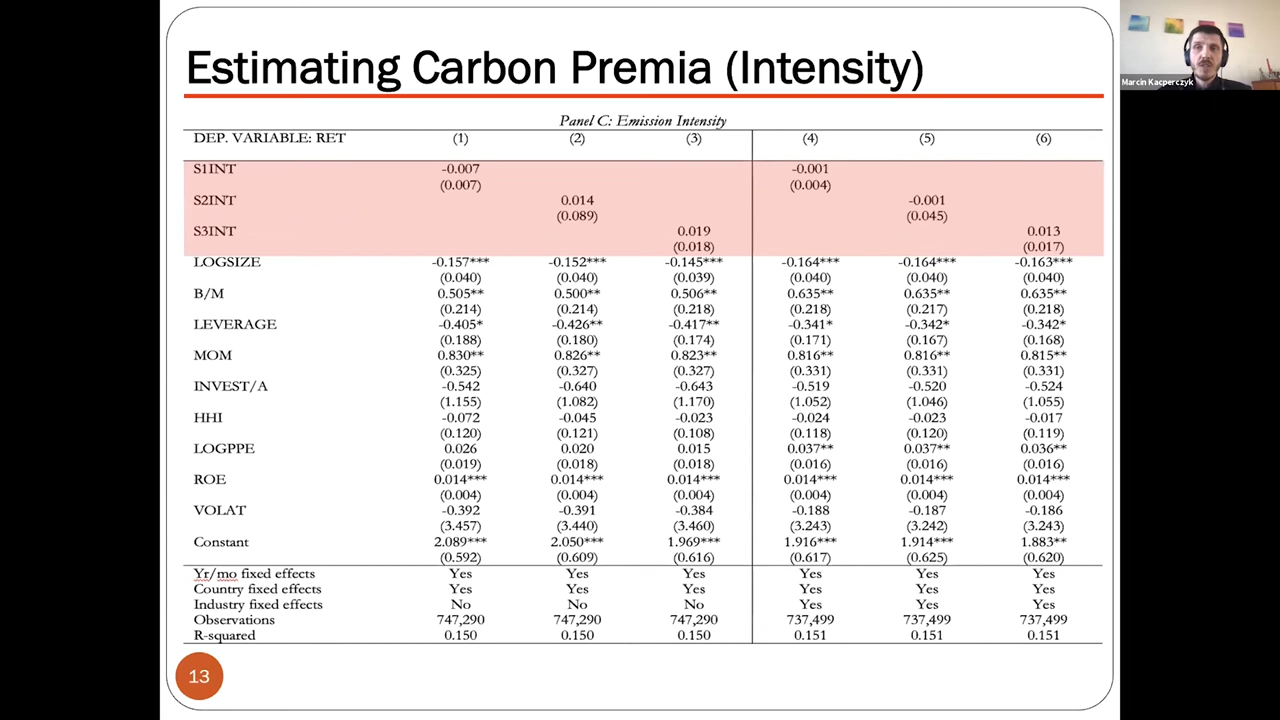 Estimating Carbon Premia (Intensity)
Marcin Kacperczyk
Panel C: Emission Intensity
DEP. VARIABLE: RET (1) (2) (3) (4) (5) (6)
S1INT -0.007 -0.001
(0.007) (0.004)
S2INT 0.014 -0.001
(0.089) (0.045)
S3INT 0.019 0.013
(0.018) (0.017)
LOGSIZE -0.157*** -0.152*** -0.145*** -0.164*** -0.164*** -0.163***
(0.040) (0.040) (0.039) (0.040) (0.040) (0.040)
B/M 0.505** 0.500** 0.506** 0.635** 0.635** 0.635**
(0.214) (0.214) (0.218) (0.218) (0.217) (0.218)
LEVERAGE -0.405* -0.426** -0.417** -0.341* -0.342* -0.342*
(0.188) (0.180) (0.174) (0.171) (0.167) (0.168)
MOM 0.830** 0.826** 0.823** 0.816** 0.816** 0.815**
(0.325) (0.327) (0.327) (0.331) (0.331) (0.331)
INVEST/A -0.542 -0.640 -0.643 -0.519 -0.520 -0.524
(1.155) (1.082) (1.170) (1.052) (1.046) (1.055)
HHI -0.072 -0.045 -0.023 -0.024 -0.023 -0.017
(0.120) (0.121) (0.108) (0.118) (0.120) (0.119)
LOGPPE 0.026 0.020 0.015 0.037** 0.037** 0.036**
(0.019) (0.018) (0.018) (0.016) (0.016) (0.016)
ROE 0.014*** 0.014*** 0.014*** 0.014*** 0.014*** 0.014***
(0.004) (0.004) (0.004) (0.004) (0.004) (0.004)
VOLAT -0.392 -0.391 -0.384 -0.188 -0.187 -0.186
(3.457) (3.440) (3.460) (3.243) (3.242) (3.243)
Constant 2.089*** 2.050*** 1.969*** 1.916*** 1.914*** 1.883**
(0.592) (0.609) (0.616) (0.617) (0.625) (0.620)
Yr/mo fixed effects Yes Yes Yes Yes Yes Yes
Country fixed effects Yes Yes Yes Yes Yes Yes
Industry fixed effects No No No Yes Yes Yes
Observations 747,290 747,290 747,290 737,499 737,499 737,499
R-squared 0.150 0.150 0.150 0.151 0.151 0.151
13